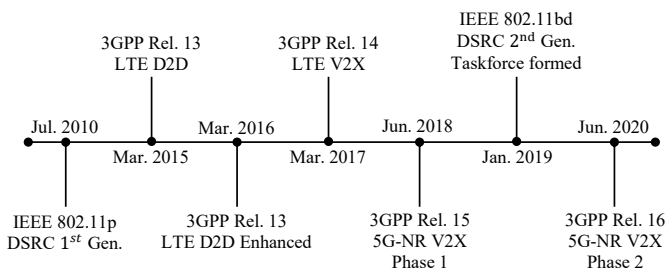 3GPP Rel. 13
LTE D2D
3GPP Rel. 14
LTE V2X
IEEE 802.11bd
DSRC 2ⁿᵈ Gen.
Taskforce formed
Jul. 2010
Mar. 2016
Jun. 2018
Jun. 2020
Mar. 2015
Mar. 2017
Jan. 2019
IEEE 802.11p
DSRC 1ˢᵗ Gen.
3GPP Rel. 13
LTE D2D Enhanced
3GPP Rel. 15
5G-NR V2X
Phase 1
3GPP Rel. 16
5G-NR V2X
Phase 2